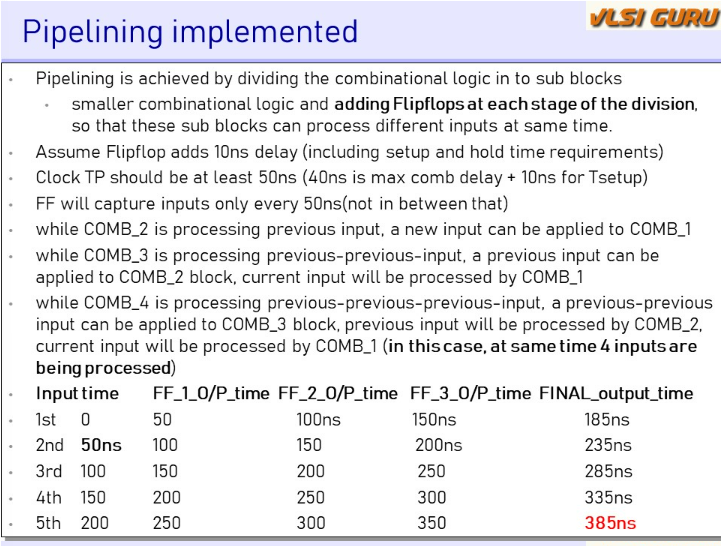 VLSI GURU
Pipelining implemented
• Pipelining is achieved by dividing the combinational logic in to sub blocks
• smaller combinational logic and adding Flipflops at each stage of the division,
so that these sub blocks can process different inputs at same time.
• Assume Flipflop adds 10ns delay (including setup and hold time requirements)
• Clock TP should be at least 50ns (40ns is max comb delay + 10ns for Tsetup)
• FF will capture inputs only every 50ns(not in between that)
• while COMB_2 is processing previous input, a new input can be applied to COMB_1
• while COMB_3 is processing previous-previous-input, a previous input can be
applied to COMB_2 block, current input will be processed by COMB_1
• while COMB_4 is processing previous-previous-previous-input, a previous-previous
input can be applied to COMB_3 block, previous input will be processed by COMB_2,
current input will be processed by COMB_1 (in this case, at same time 4 inputs are
being processed)
• Input time FF_1_O/P_time FF_2_O/P_time FF_3_O/P_time FINAL_output_time
• 1st 0 50 100ns 150ns 185ns
• 2nd 50ns 100 150 200ns 235ns
• 3rd 100 150 200 250 285ns
• 4th 150 200 250 300 335ns
• 5th 200 250 300 350 385ns